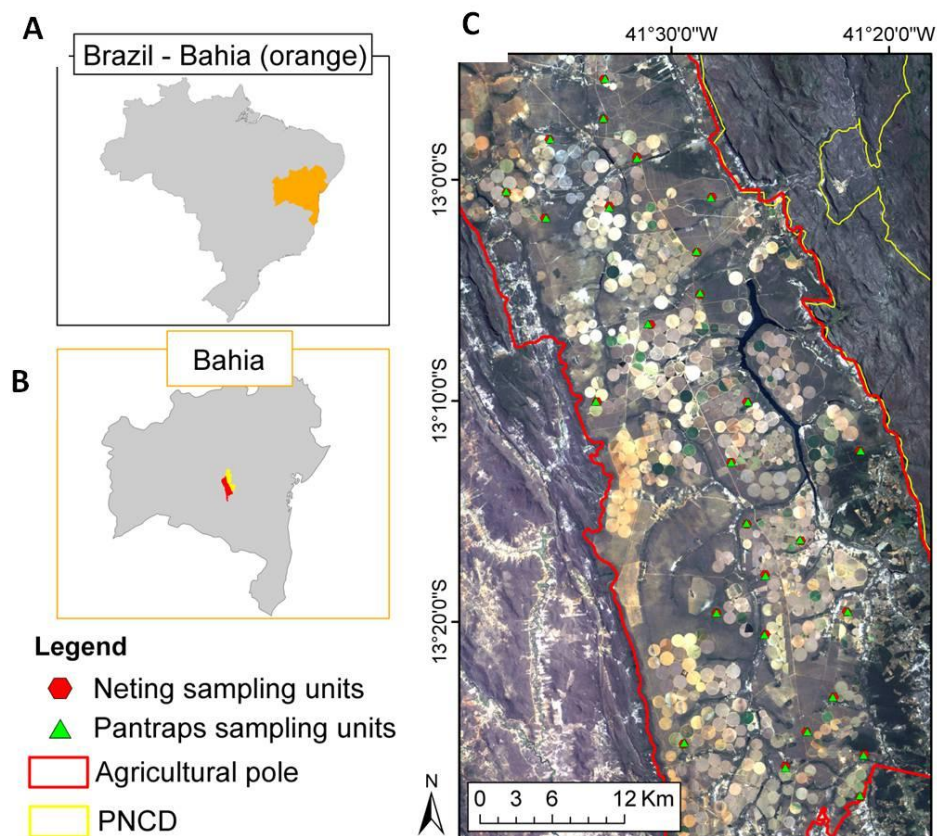 A
Brazil - Bahia (orange)
B
Bahia
Legend
Neting sampling units
Pantraps sampling units
Agricultural pole
PNCD
N
C
41°30'0"W
41°20'0"W
13°0'0"S
13°10'0"S
13°20'0"S
0 3 6 12 Km